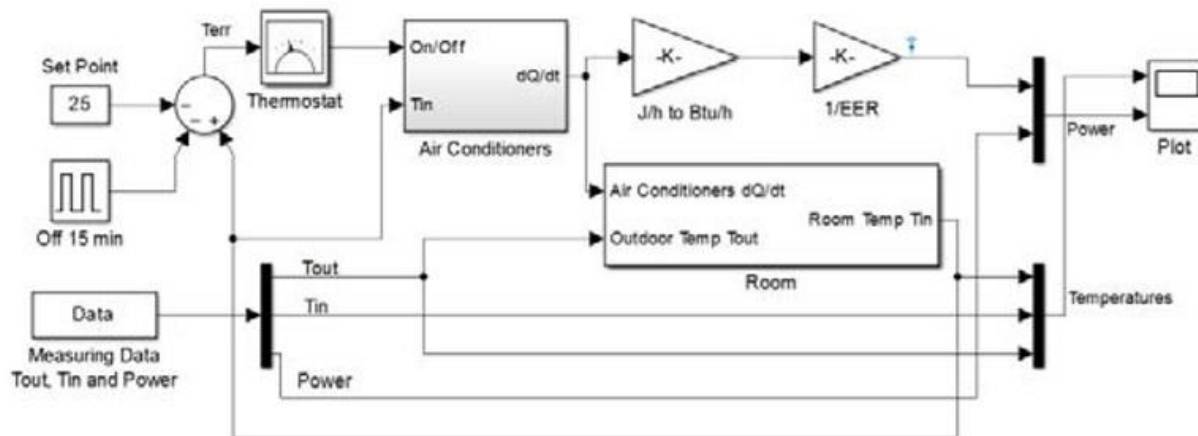 Terr
Set Point
25
Thermostat
On/Off
dQ/dt
Tin
Air Conditioners
-K-
J/h to Btu/h
-K-
1/EER
Power
Plot
Off 15 min
Air Conditioners dQ/dt
Room Temp Tin
Outdoor Temp Tout
Room
Tout
Tin
Temperatures
Data
Measuring Data
Tout, Tin and Power
Power